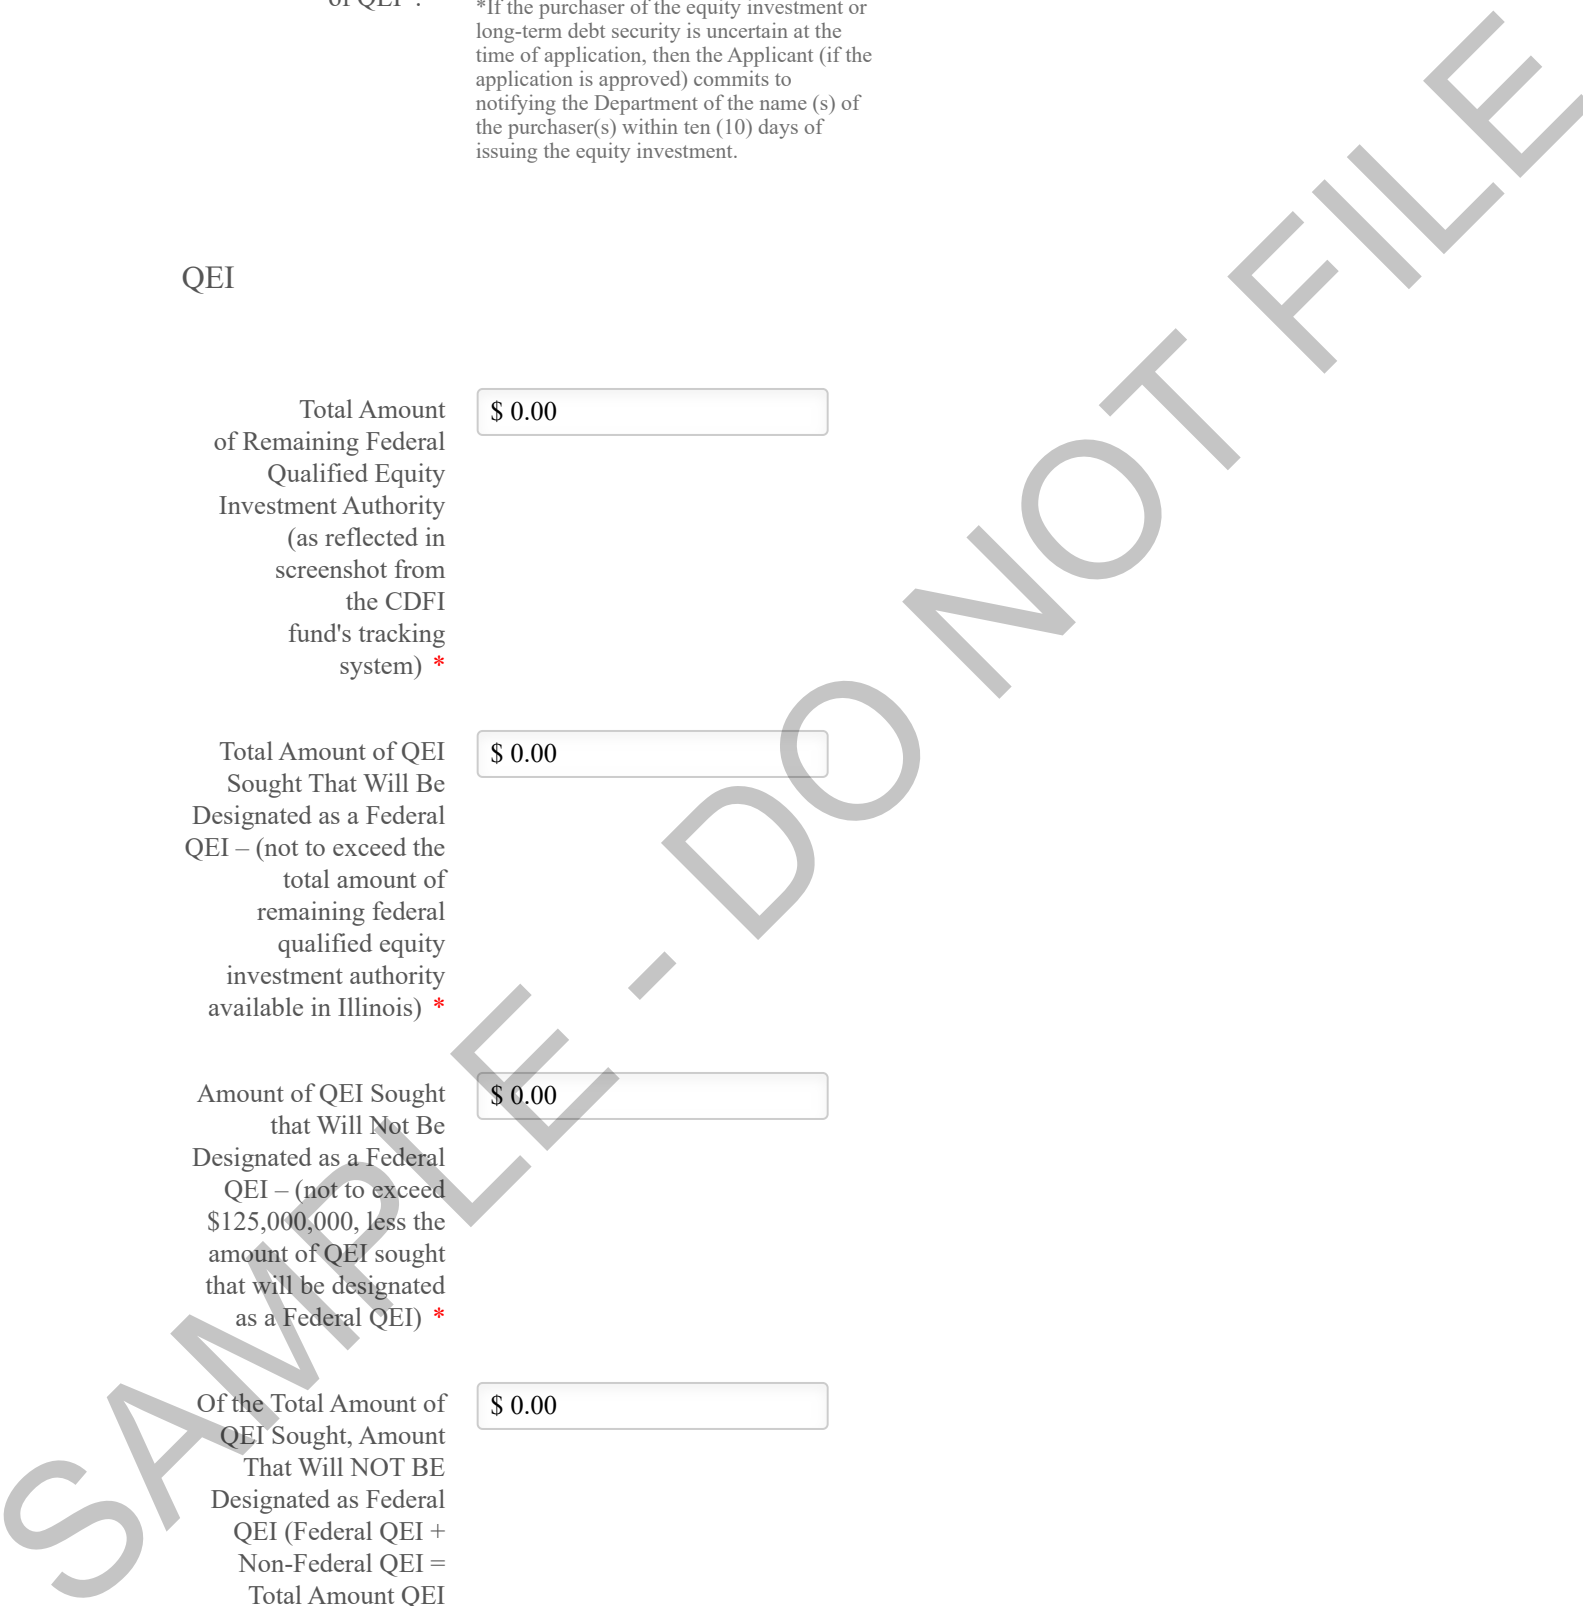 of QEI*:
*If the purchaser of the equity investment or
long-term debt security is uncertain at the
time of application, then the Applicant (if the
application is approved) commits to
notifying the Department of the name (s) of
the purchaser(s) within ten (10) days of
issuing the equity investment.
QEI
Total Amount
of Remaining Federal
Qualified Equity
Investment Authority
(as reflected in
screenshot from
the CDFI
fund's tracking
system) *
$ 0.00
Total Amount of QEI
Sought That Will Be
Designated as a Federal
QEI – (not to exceed the
total amount of
remaining federal
qualified equity
investment authority
available in Illinois) *
$ 0.00
Amount of QEI Sought
that Will Not Be
Designated as a Federal
QEI – (not to exceed
$125,000,000, less the
amount of QEI sought
that will be designated
as a Federal QEI) *
$ 0.00
Of the Total Amount of
QEI Sought, Amount
That Will NOT BE
Designated as Federal
QEI (Federal QEI +
Non-Federal QEI =
Total Amount QEI
$ 0.00
SAMPLE - DO NOT FILE